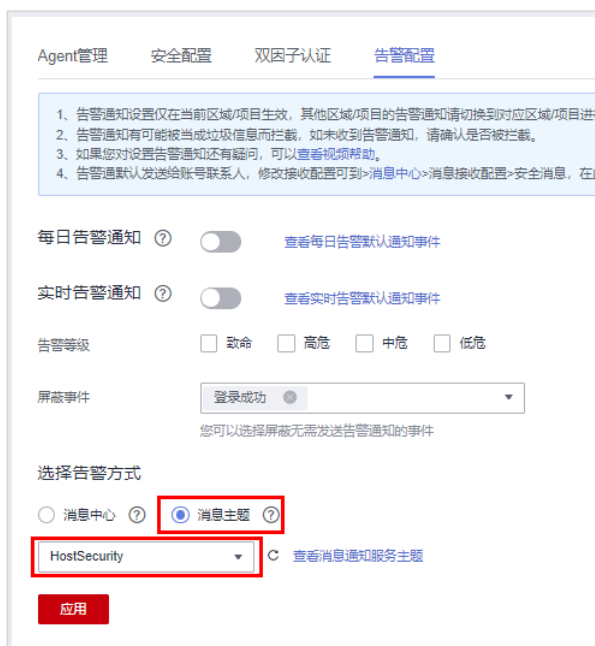 Agent管理 安全配置 双因子认证 告警配置
1、告警通知设置仅在当前区域/项目生效，其他区域/项目的告警通知请切换到对应区域/项目进
2、告警通知有可能被当成垃圾信息而拦截，如未收到告警通知，请确认是否被拦截。
3、如果您对设置告警通知还有疑问，可以查看视频帮助。
4、告警通默认发送给账号联系人，修改接收配置可到>消息中心>消息接收配置>安全消息，在
每日告警通知 ? 查看每日告警默认通知事件
实时告警通知 ? 查看实时告警默认通知事件
告警等级 致命 高危 中危 低危
屏蔽事件 登录成功
您可以选择屏蔽无需发送告警通知的事件
选择告警方式
消息中心 ? 消息主题 ?
HostSecurity C 查看消息通知服务主题
应用